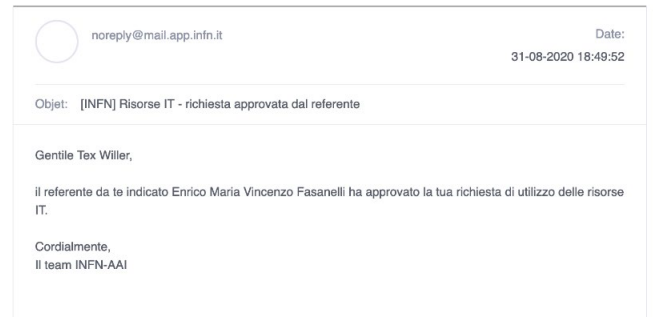 noreply@mail.app.infn.it
Date:
31-08-2020 18:49:52
Objet: [INFN] Risorse IT - richiesta approvata dal referente
Gentile Tex Willer,
il referente da te indicato Enrico Maria Vincenzo Fasanelli ha approvato la tua richiesta di utilizzo delle risorse
IT.
Cordialmente,
Il team INFN-AAI